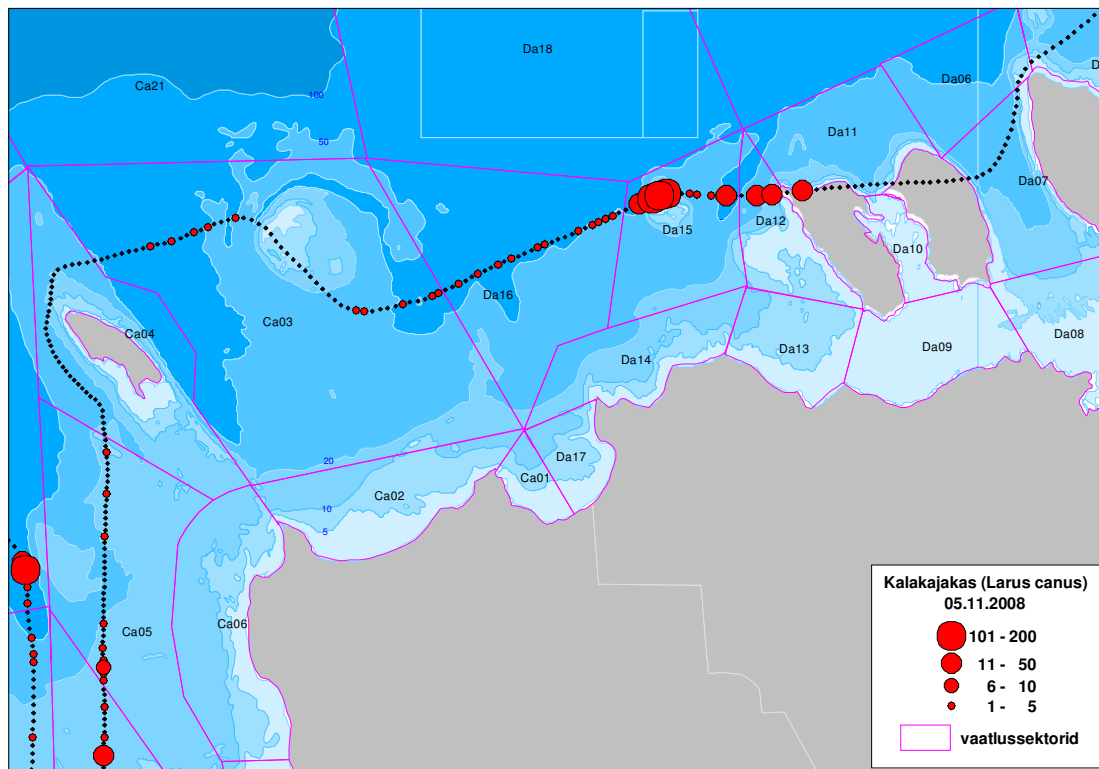 Da18
D
Da06
Ca21
100
Da11
50
Da07
Da15
Da12
Da10
Da16
Ca03
Ca04
Da08
Da09
Da13
Da14
20
Da17
Ca01
Ca02
10
5
Kalakajakas (Larus canus)
05.11.2008
101 - 200
11 - 50
6 - 10
1 - 5
vaatlussektorid
Ca05
Ca06